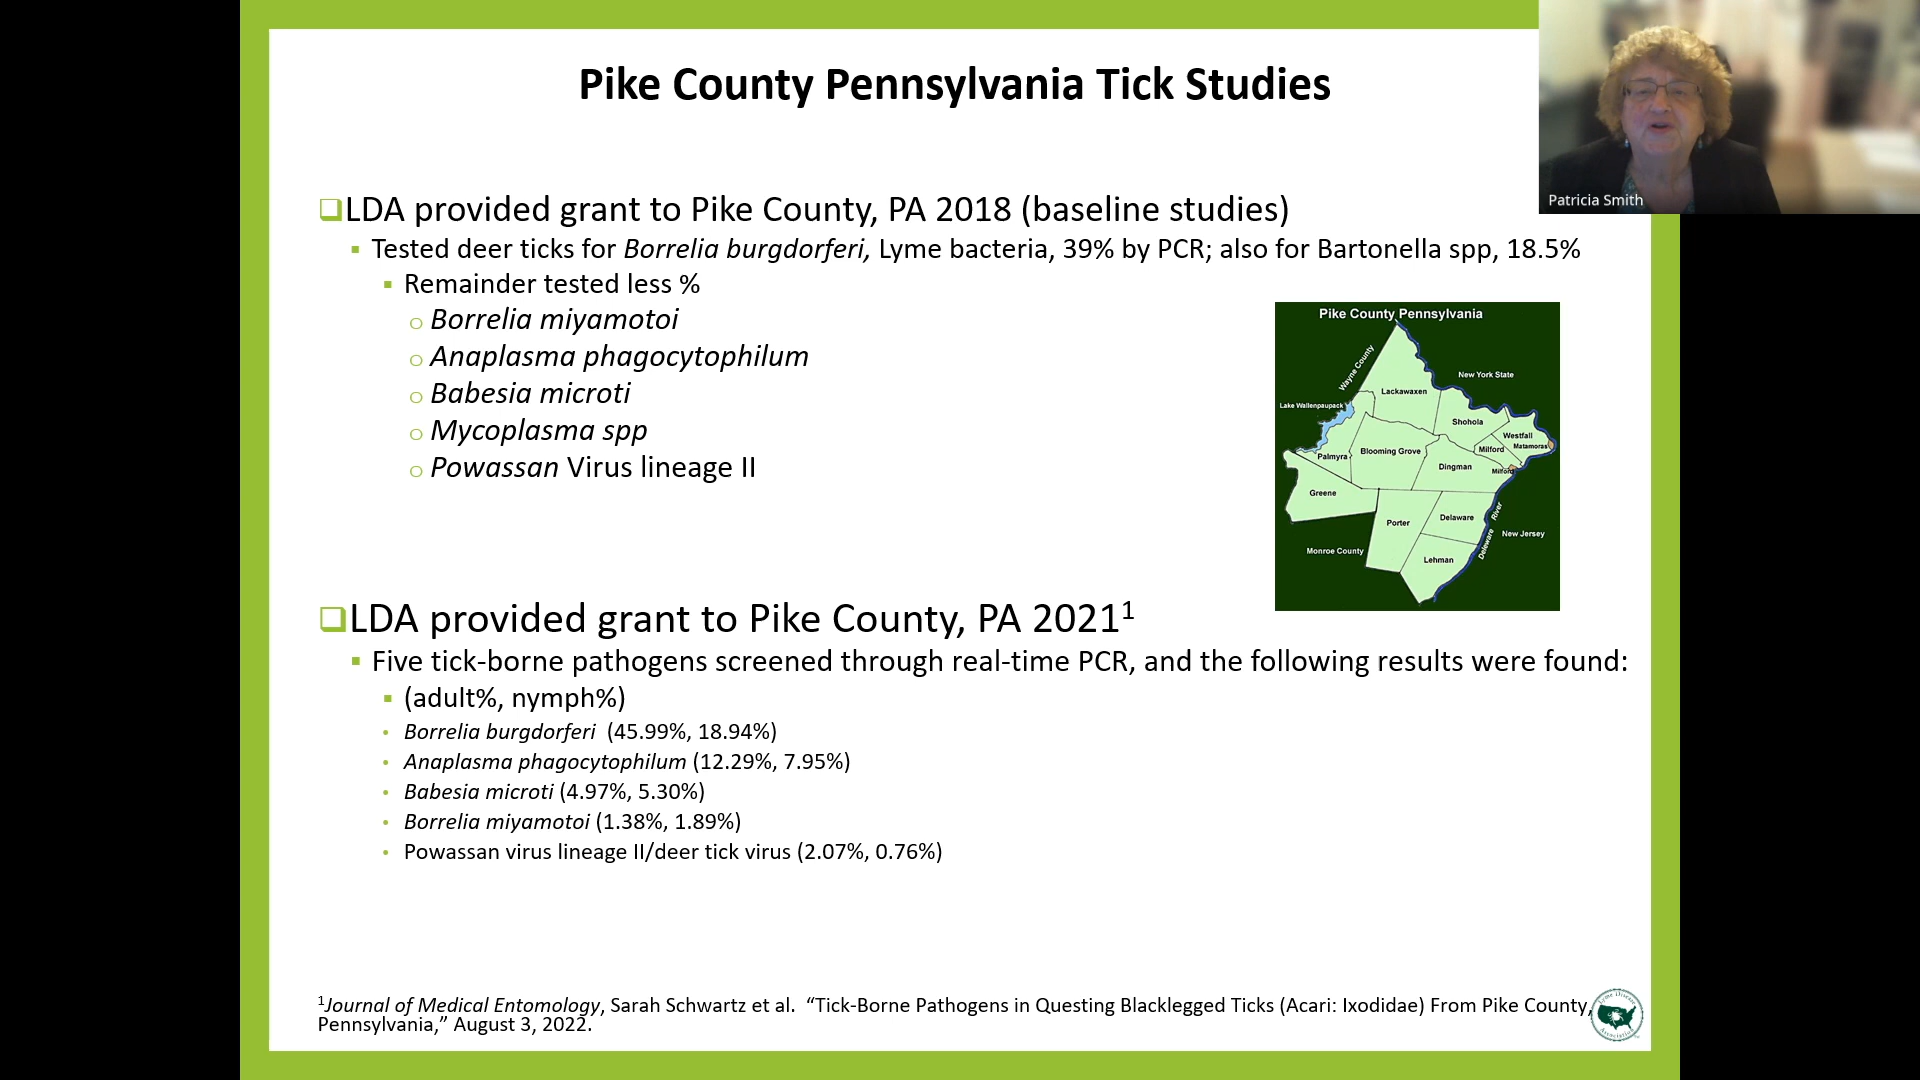 Pike County Pennsylvania Tick Studies
Patricia Smith
LDA provided grant to Pike County, PA 2018 (baseline studies)
Tested deer ticks for Borrelia burgdorferi, Lyme bacteria, 39% by PCR; also for Bartonella spp, 18.5%
Remainder tested less %
Borrelia miyamotoi
Anaplasma phagocytophilum
Babesia microti
Mycoplasma spp
Powassan Virus lineage II
Pike County Pennsylvania
Wayne County
New York State
Lackawaxen
Lake Wallenpaupack
Shohola
Westfall
Matamoras
Milford
Blooming Grove
Palmyra
Dingman
Milford
Greene
Porter
Delaware
Delaware River
New Jersey
Monroe County
Lehman
LDA provided grant to Pike County, PA 2021¹
Five tick-borne pathogens screened through real-time PCR, and the following results were found:
(adult%, nymph%)
Borrelia burgdorferi (45.99%, 18.94%)
Anaplasma phagocytophilum (12.29%, 7.95%)
Babesia microti (4.97%, 5.30%)
Borrelia miyamotoi (1.38%, 1.89%)
Powassan virus lineage II/deer tick virus (2.07%, 0.76%)
¹Journal of Medical Entomology, Sarah Schwartz et al. “Tick-Borne Pathogens in Questing Blacklegged Ticks (Acari: Ixodidae) From Pike County,
Pennsylvania,” August 3, 2022.
Lyme Disease
Association